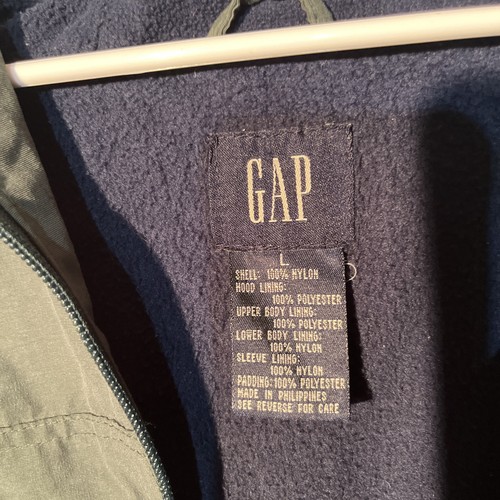 GAP
L
SHELL: 100% NYLON
HOOD LINING:
100% POLYESTER
UPPER BODY LINING:
100% POLYESTER
LOWER BODY LINING:
100% NYLON
SLEEVE LINING:
100% NYLON
PADDING: 100% POLYESTER
MADE IN PHILIPPINES
SEE REVERSE FOR CARE